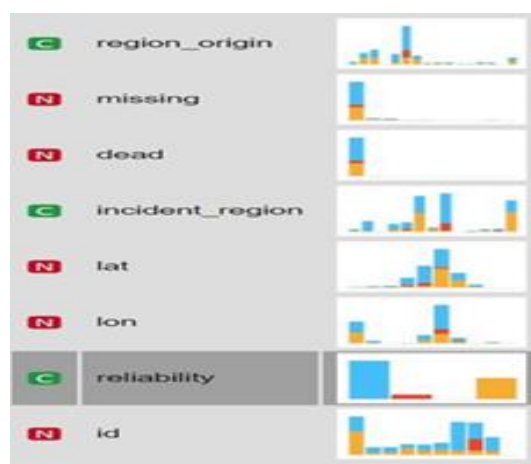 C region_origin
N missing
N dead
C incident_region
N lat
N lon
C reliability
N id